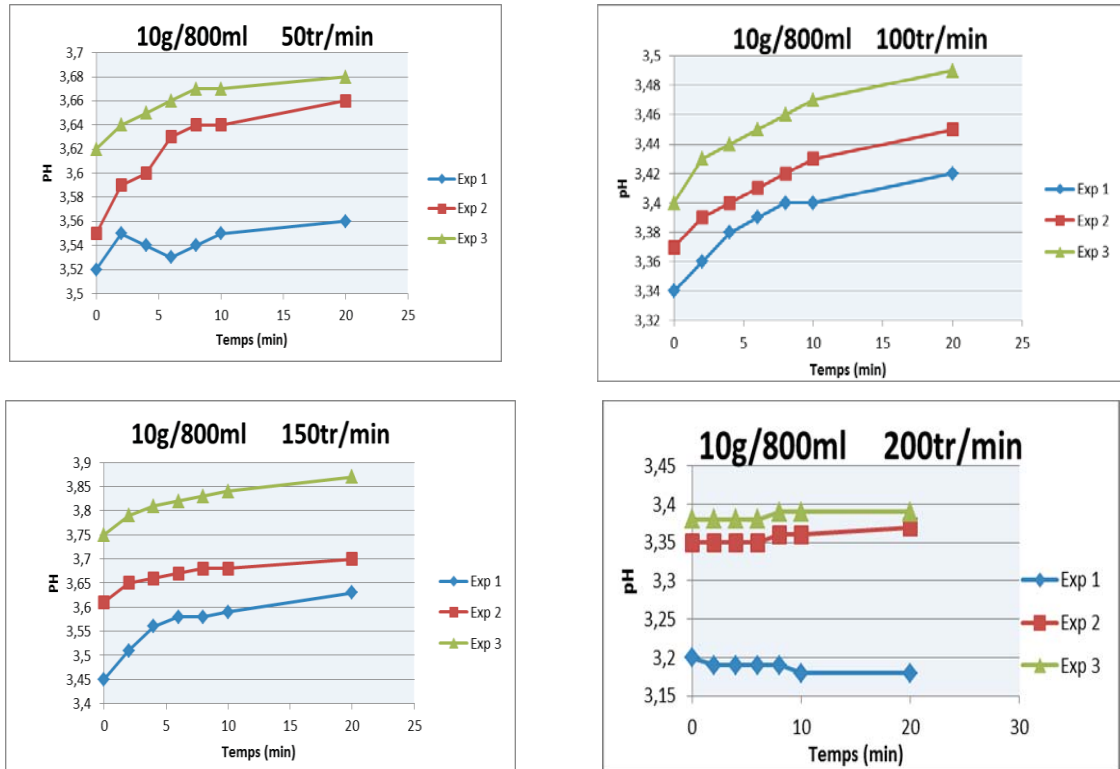 10g/800ml 50tr/min
3,7
3,68
3,66
3,64
3,62
3,6
3,58
3,56
3,54
3,52
3,5
PH
0 5 10 15 20 25
Temps (min)
Exp 1
Exp 2
Exp 3
10g/800ml 100tr/min
3,5
3,48
3,46
3,44
3,42
3,4
3,38
3,36
3,34
3,32
pH
0 5 10 15 20 25
Temps (min)
Exp 1
Exp 2
Exp 3
10g/800ml 150tr/min
3,9
3,85
3,8
3,75
3,7
3,65
3,6
3,55
3,5
3,45
3,4
PH
0 5 10 15 20 25
Temps (min)
Exp 1
Exp 2
Exp 3
10g/800ml 200tr/min
3,45
3,4
3,35
3,3
3,25
3,2
3,15
pH
0 10 20 30
Temps (min)
Exp 1
Exp 2
Exp 3